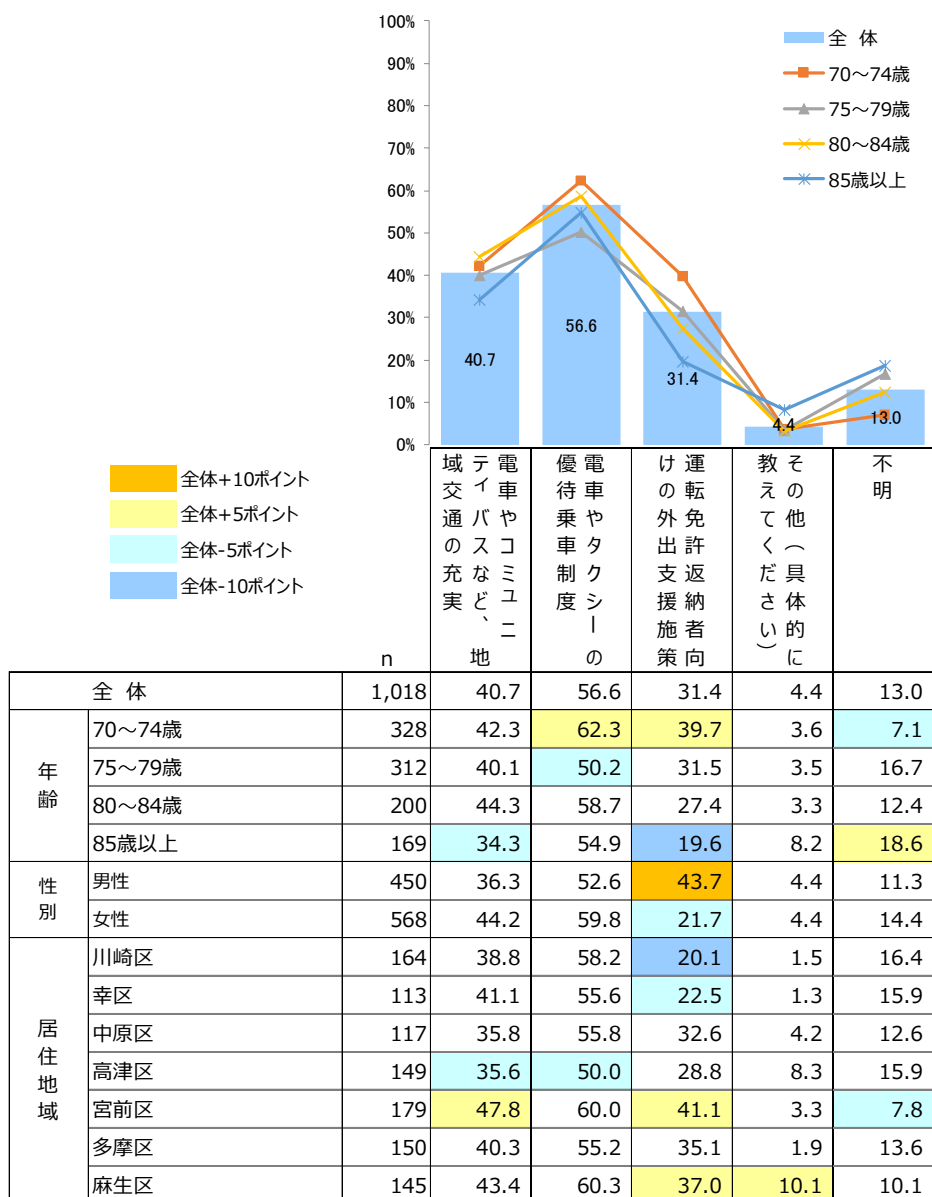 100%
90%
80%
70%
60%
50%
40%
30%
20%
10%
0%
全 体
70～74歳
75～79歳
80～84歳
85歳以上
40.7
56.6
31.4
4.4
13.0
全体+10ポイント
全体+5ポイント
全体-5ポイント
全体-10ポイント
n
電車やコミュニ
ティバスなど、地
域交通の充実
電車やタクシーの
優待乗車制度
運転免許返納者向
けの外出支援施策
その他（具体的に
教えてください）
不明
全 体 1,018 40.7 56.6 31.4 4.4 13.0
年齢
70～74歳 328 42.3 62.3 39.7 3.6 7.1
75～79歳 312 40.1 50.2 31.5 3.5 16.7
80～84歳 200 44.3 58.7 27.4 3.3 12.4
85歳以上 169 34.3 54.9 19.6 8.2 18.6
性別
男性 450 36.3 52.6 43.7 4.4 11.3
女性 568 44.2 59.8 21.7 4.4 14.4
居住地域
川崎区 164 38.8 58.2 20.1 1.5 16.4
幸区 113 41.1 55.6 22.5 1.3 15.9
中原区 117 35.8 55.8 32.6 4.2 12.6
高津区 149 35.6 50.0 28.8 8.3 15.9
宮前区 179 47.8 60.0 41.1 3.3 7.8
多摩区 150 40.3 55.2 35.1 1.9 13.6
麻生区 145 43.4 60.3 37.0 10.1 10.1